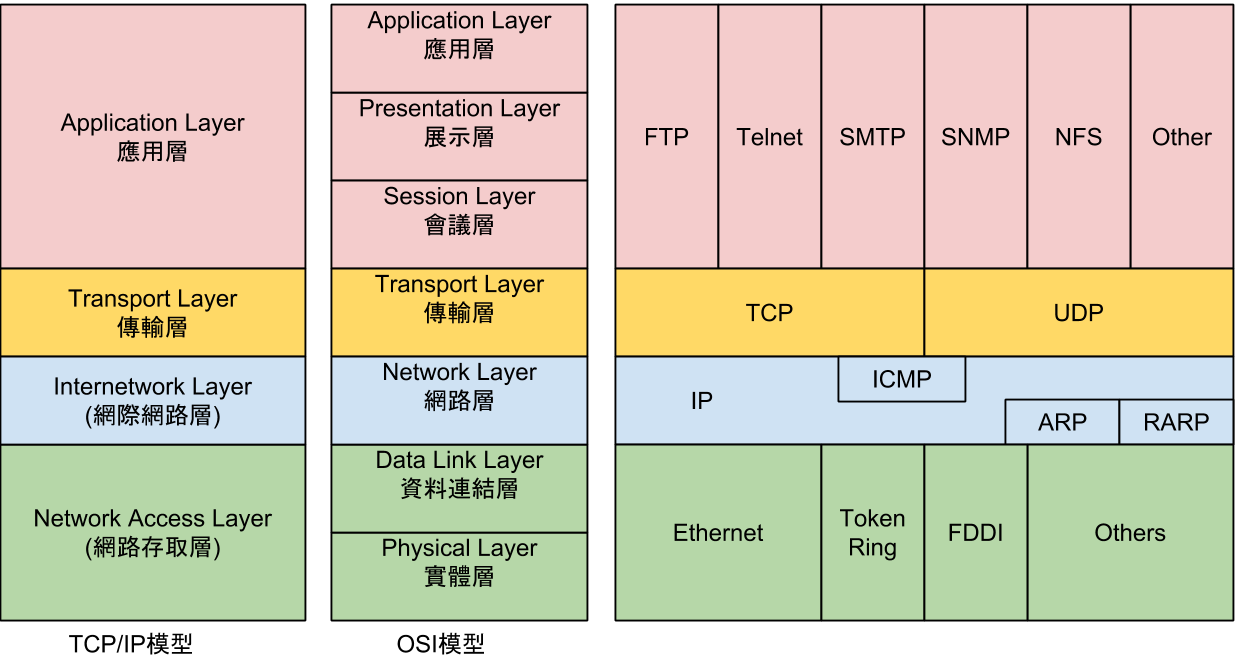 Application Layer
應用層
Transport Layer
傳輸層
Internetwork Layer
(網際網路層)
Network Access Layer
(網路存取層)
TCP/IP模型
Application Layer
應用層
Presentation Layer
展示層
Session Layer
會議層
Transport Layer
傳輸層
Network Layer
網路層
Data Link Layer
資料連結層
Physical Layer
實體層
OSI模型
FTP
Telnet
SMTP
SNMP
NFS
Other
TCP
UDP
IP
ICMP
ARP
RARP
Ethernet
Token
Ring
FDDI
Others